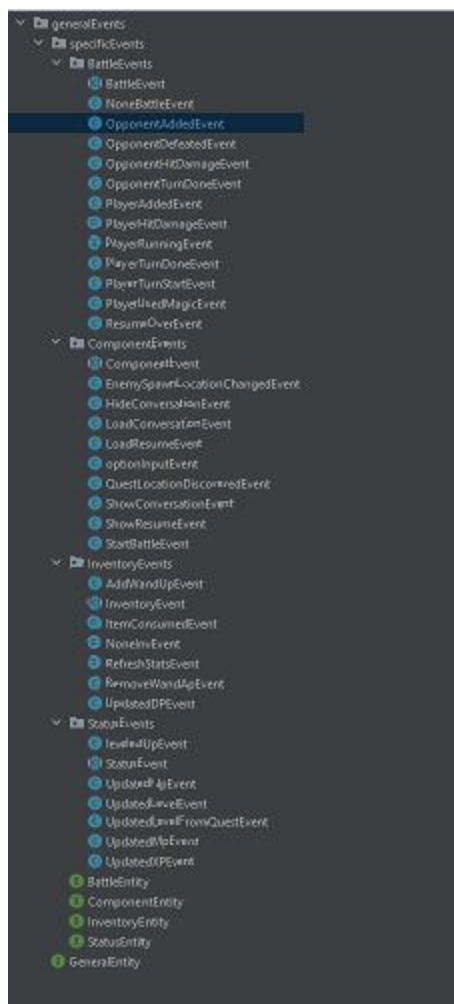 generalEvents
specificEvents
BattleEvents
BattleEvent
NoneBattleEvent
OpponentAddedEvent
OpponentDefeatedEvent
OpponentHitDamageEvent
OpponentTurnDoneEvent
PlayerAddedEvent
PlayerHitDamageEvent
PlayerRunningEvent
PlayerTurnDoneEvent
PlayerTurnStartEvent
PlayerUsedMagicEvent
ResumeOverEvent
ComponentEvents
ComponentEvent
EnemySpawnLocationChangedEvent
HideConversationEvent
LoadConversationEvent
LoadResumeEvent
optionInputEvent
QuestLocationDiscoveredEvent
ShowConversationEvent
ShowResumeEvent
StartBattleEvent
InventoryEvents
AddWandUpEvent
InventoryEvent
ItemConsumedEvent
NoneInvEvent
RefreshStatsEvent
RemoveWandApEvent
UpdatedDPEvent
StatusEvents
leveledUpEvent
StatusEvent
UpdatedHpEvent
UpdatedLevelEvent
UpdatedLevelFromQuestEvent
UpdatedMpEvent
UpdatedXPEvent
BattleEntity
ComponentEntity
InventoryEntity
StatusEntity
GeneralEntity